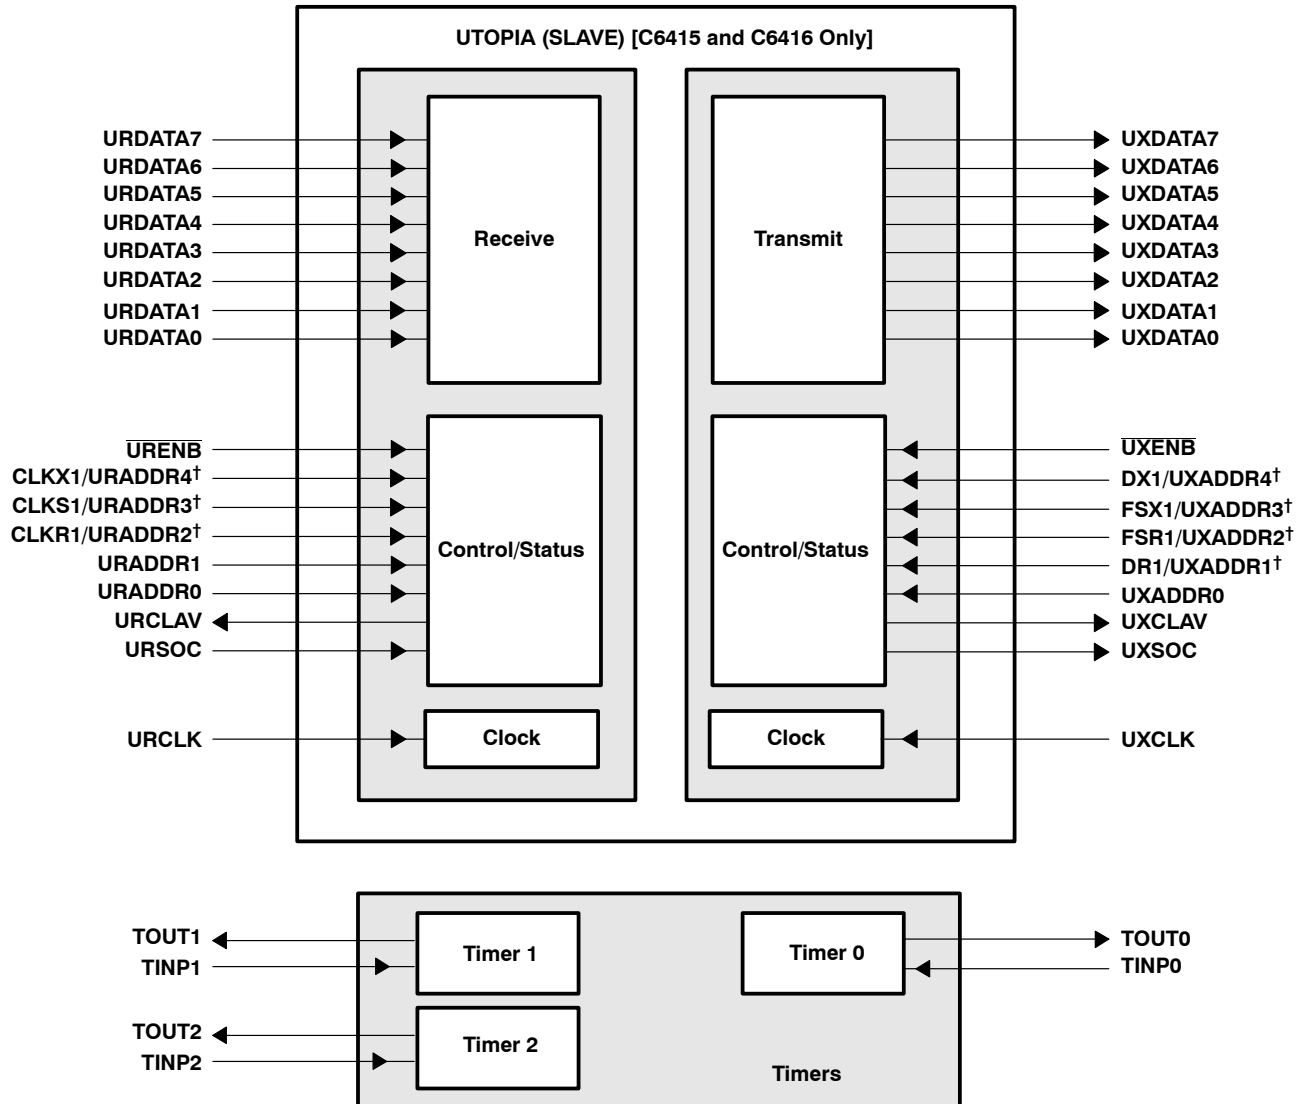 UTOPIA (SLAVE) [C6415 and C6416 Only]
URDATA7
URDATA6
URDATA5
URDATA4
URDATA3
URDATA2
URDATA1
URDATA0
Receive
Transmit
UXDATA7
UXDATA6
UXDATA5
UXDATA4
UXDATA3
UXDATA2
UXDATA1
UXDATA0
URENB
CLKX1/URADDR4†
CLKS1/URADDR3†
CLKR1/URADDR2†
URADDR1
URADDR0
URCLAV
URSOC
Control/Status
Control/Status
UXENB
DX1/UXADDR4†
FSX1/UXADDR3†
FSR1/UXADDR2†
DR1/UXADDR1†
UXADDR0
UXCLAV
UXSOC
URCLK
Clock
Clock
UXCLK
TOUT1
TINP1
Timer 1
Timer 0
TOUT0
TINP0
TOUT2
TINP2
Timer 2
Timers